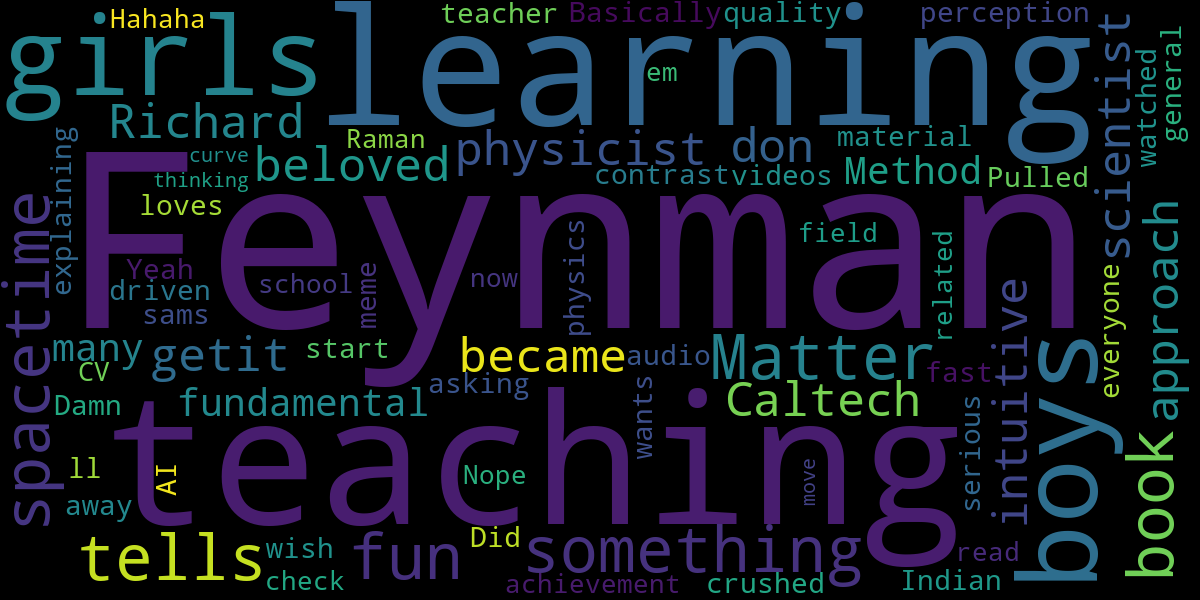 Hahaha
teacher
Basically
quality
perception
girls
learning
em
scientist
watched
general
Richard
Raman
physicist
don
material
explaining
curve
thinking
beloved
contrast
videos
Method
Pulled
loves
Feynman
field
spacetime
Yeah
driven
sams
school
meme
now
physics
related
intuitive
everyone
approach
many
CV
getit
start
became
audio
Matter
fast
boys
asking
Damn
fundamental
wants
Caltech
serious
book
ll
away
AI
teaching
Nope
move
tells
wish
check
fun
Did
something
achievement
crushed
read
Indian